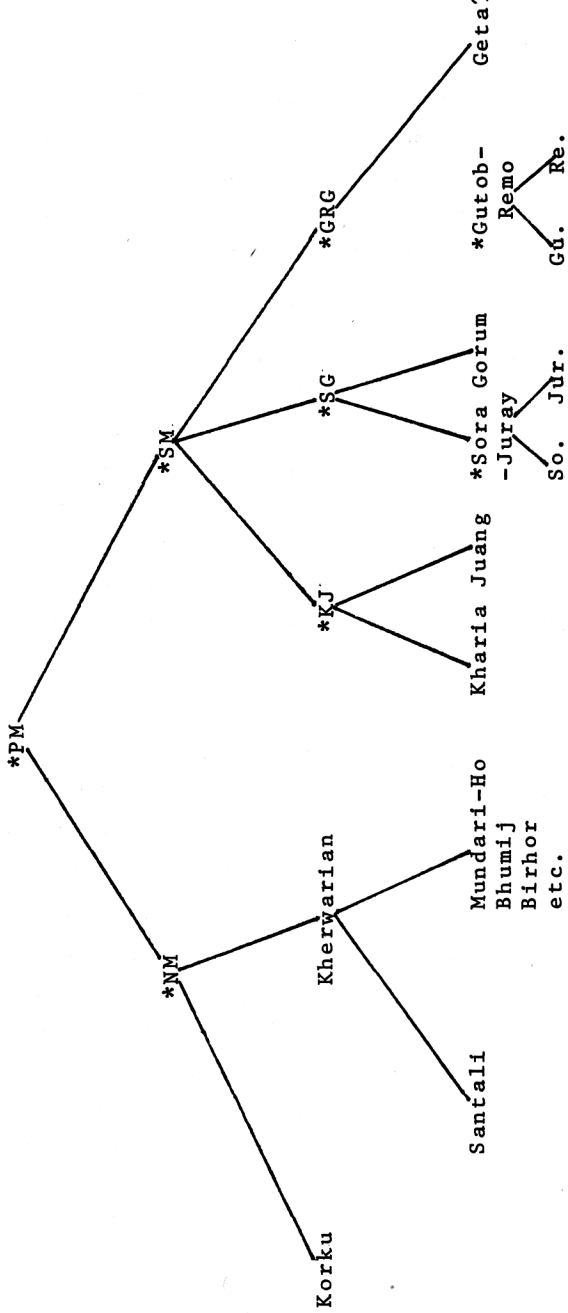 *PM
*NM *SM
Korku Kherwarian *KJ *SG *GRG
Santali Mundari-Ho Kharia Juang *Sora Gorum *Gutob- Geta?
Bhumij -Juray Remo
Birhor
etc. So. Jur. Gu. Re.